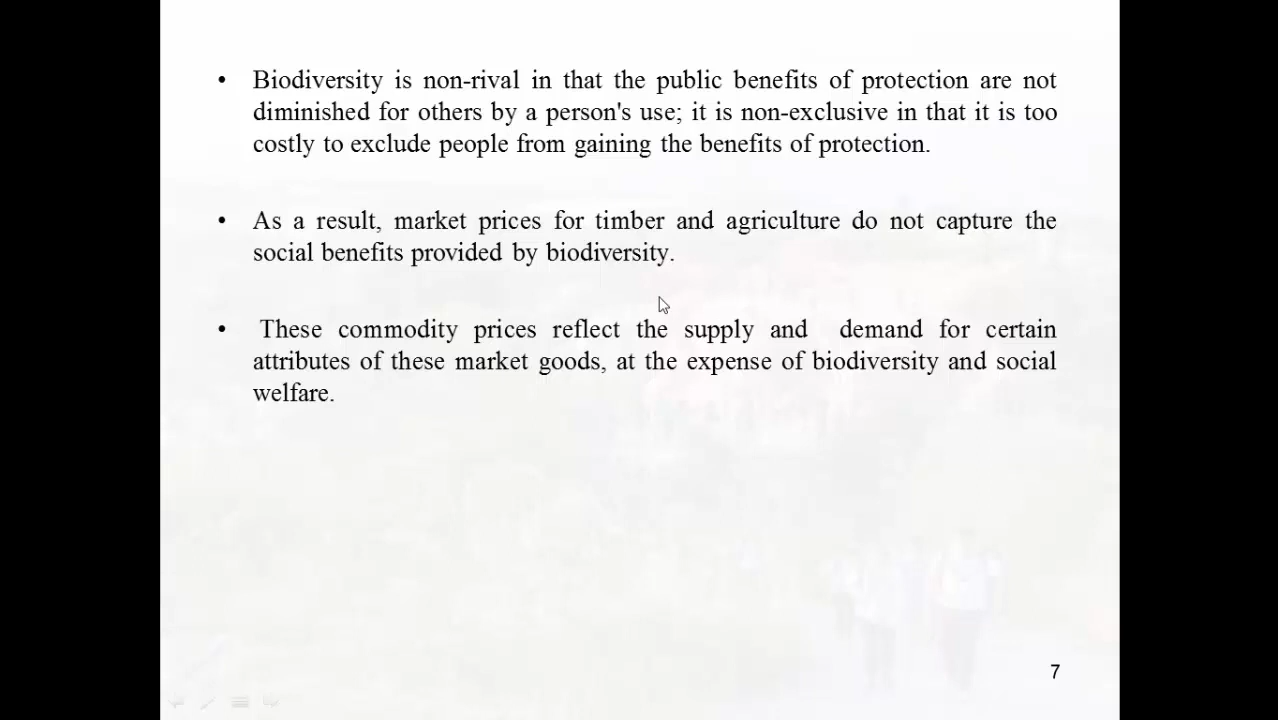 • Biodiversity is non-rival in that the public benefits of protection are not
diminished for others by a person's use; it is non-exclusive in that it is too
costly to exclude people from gaining the benefits of protection.
• As a result, market prices for timber and agriculture do not capture the
social benefits provided by biodiversity.
• These commodity prices reflect the supply and demand for certain
attributes of these market goods, at the expense of biodiversity and social
welfare.
7